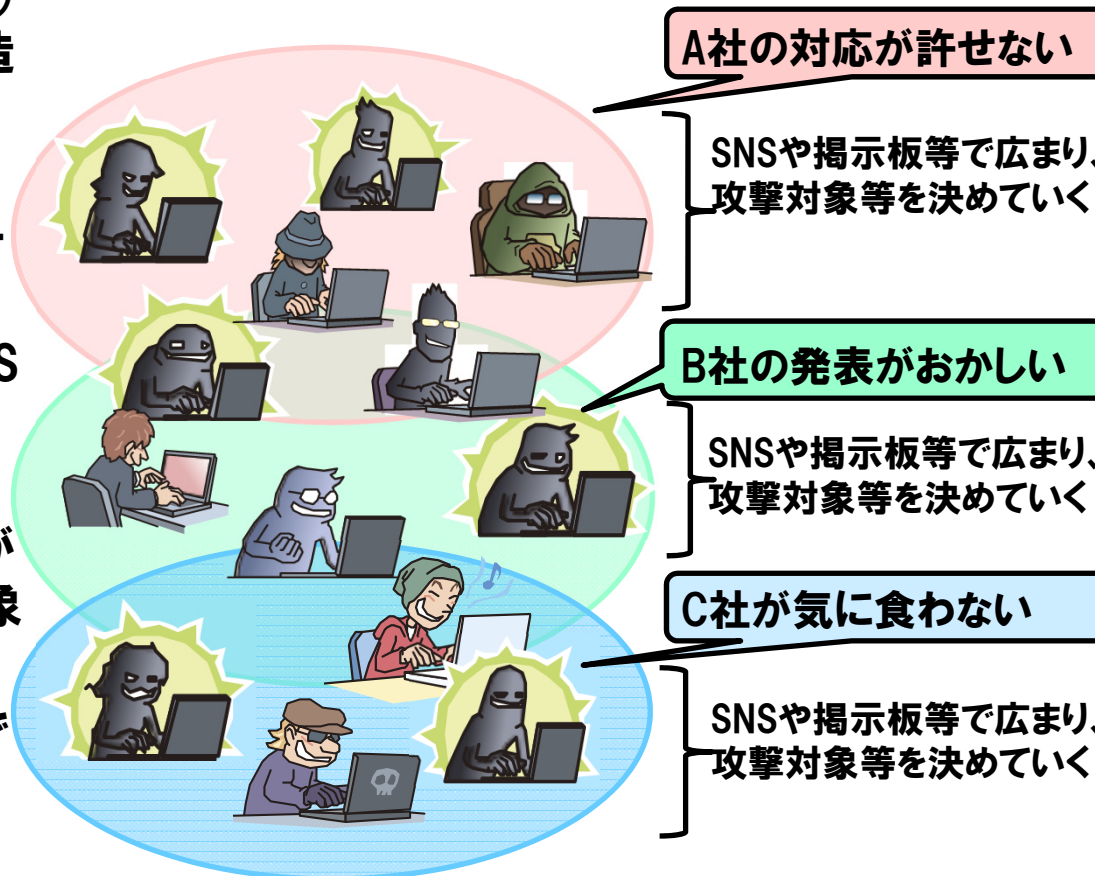 造
A社の対応が許せない
SNSや掲示板等で広まり、
攻撃対象等を決めていく
S
B社の発表がおかしい
SNSや掲示板等で広まり、
攻撃対象等を決めていく
が
象
C社が気に食わない
SNSや掲示板等で広まり、
攻撃対象等を決めていく